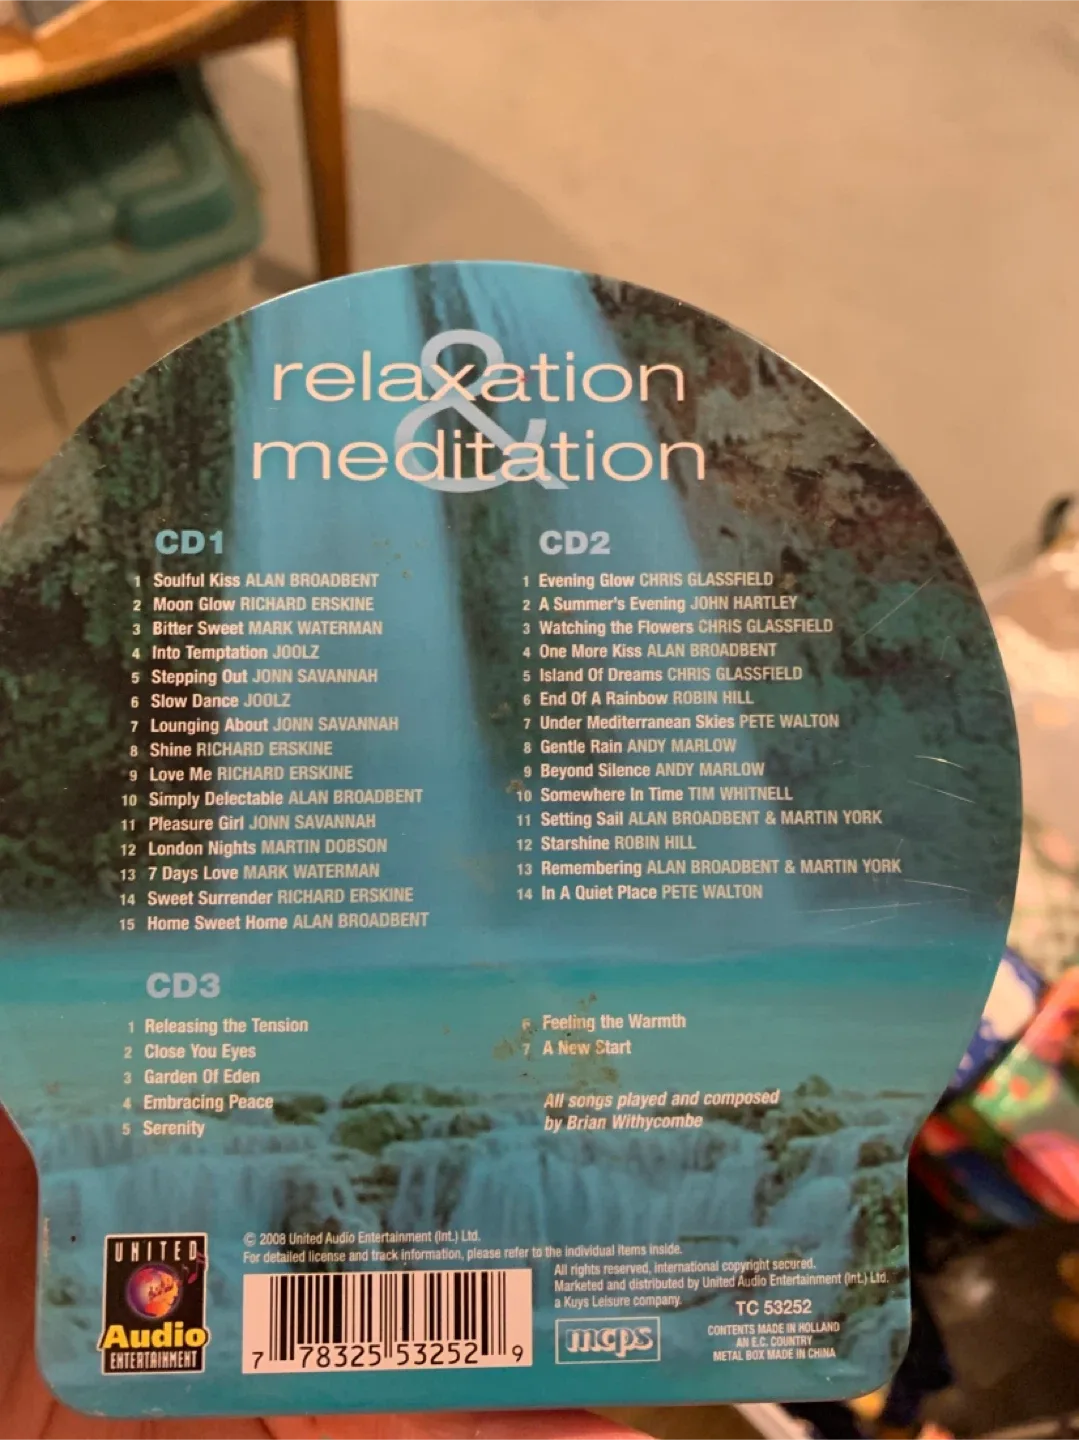 relaxation
&
meditation
CD1
1 Soulful Kiss ALAN BROADBENT
2 Moon Glow RICHARD ERSKINE
3 Bitter Sweet MARK WATERMAN
4 Into Temptation JOOLZ
5 Stepping Out JONN SAVANNAH
6 Slow Dance JOOLZ
7 Lounging About JONN SAVANNAH
8 Shine RICHARD ERSKINE
9 Love Me RICHARD ERSKINE
10 Simply Delectable ALAN BROADBENT
11 Pleasure Girl JONN SAVANNAH
12 London Nights MARTIN DOBSON
13 7 Days Love MARK WATERMAN
14 Sweet Surrender RICHARD ERSKINE
15 Home Sweet Home ALAN BROADBENT
CD2
1 Evening Glow CHRIS GLASSFIELD
2 A Summer's Evening JOHN HARTLEY
3 Watching the Flowers CHRIS GLASSFIELD
4 One More Kiss ALAN BROADBENT
5 Island Of Dreams CHRIS GLASSFIELD
6 End Of A Rainbow ROBIN HILL
7 Under Mediterranean Skies PETE WALTON
8 Gentle Rain ANDY MARLOW
9 Beyond Silence ANDY MARLOW
10 Somewhere In Time TIM WHITNELL
11 Setting Sail ALAN BROADBENT & MARTIN YORK
12 Starshine ROBIN HILL
13 Remembering ALAN BROADBENT & MARTIN YORK
14 In A Quiet Place PETE WALTON
CD3
1 Releasing the Tension
2 Close You Eyes
3 Garden Of Eden
4 Embracing Peace
5 Serenity
6 Feeling the Warmth
7 A New Start
All songs played and composed
by Brian Withycombe
UNITED
Audio
ENTERTAINMENT
© 2008 United Audio Entertainment (Int.) Ltd.
For detailed license and track information, please refer to the individual items inside.
All rights reserved, international copyright secured.
Marketed and distributed by United Audio Entertainment (Int.) Ltd.
a Kuys Leisure company.
7 78325 53252 9
mcps
TC 53252
CONTENTS MADE IN HOLLAND
AN E.C. COUNTRY
METAL BOX MADE IN CHINA